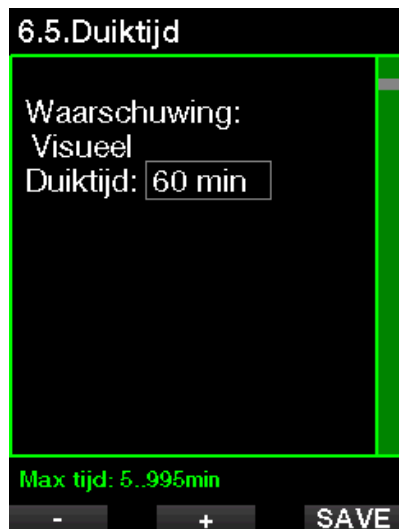 6.5.Duiktijd
Waarschuwing:
Visueel
Duiktijd: 60 min
Max tijd: 5..995min
- + SAVE